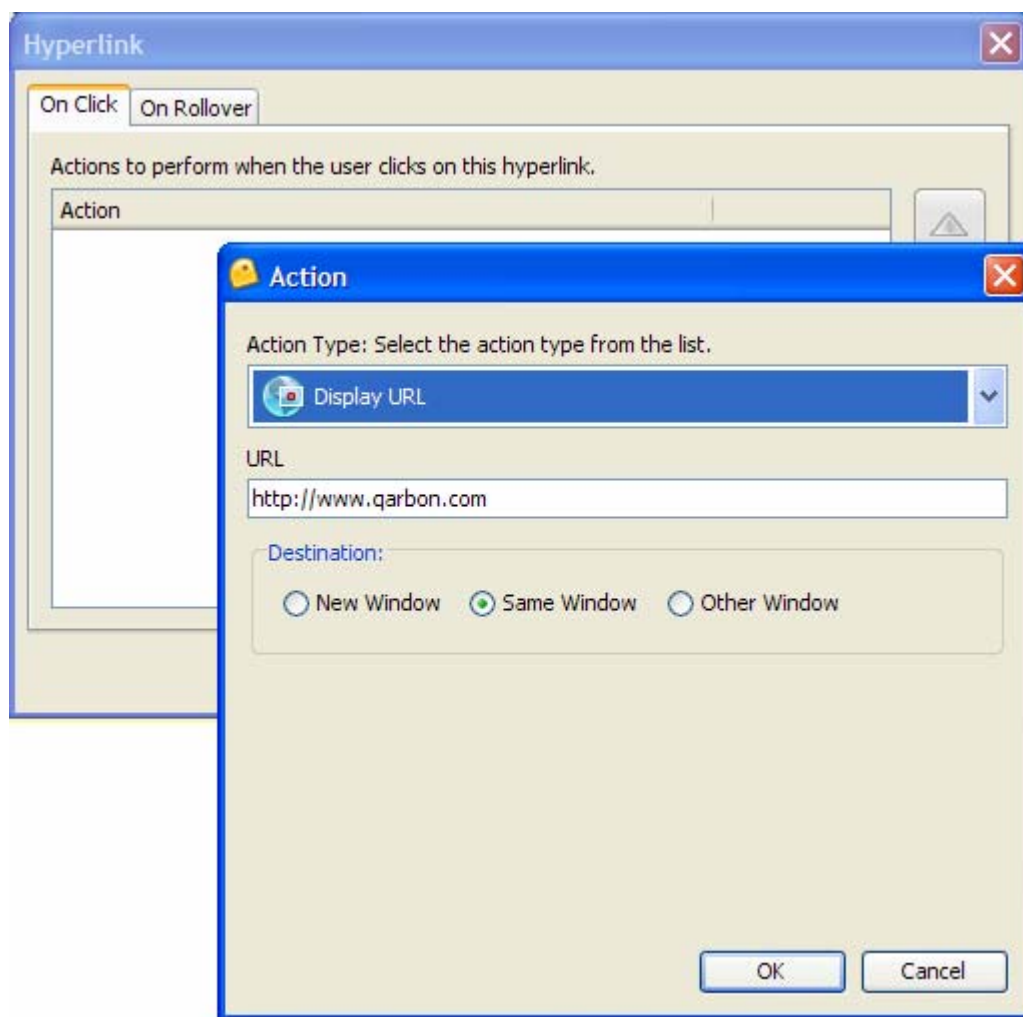 Hyperlink
On Click On Rollover
Actions to perform when the user clicks on this hyperlink.
Action
Action
Action Type: Select the action type from the list.
Display URL
URL
http://www.qarbon.com
Destination:
New Window Same Window Other Window
OK Cancel